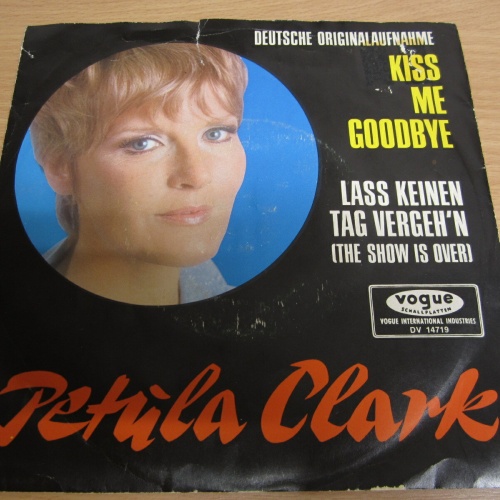 DEUTSCHE ORIGINALAUFNAHME
KISS
ME
GOODBYE
LASS KEINEN
TAG VERGEH'N
(THE SHOW IS OVER)
vogue
SCHALLPLATTEN
VOGUE INTERNATIONAL INDUSTRIES
DV 14719
Petula Clark